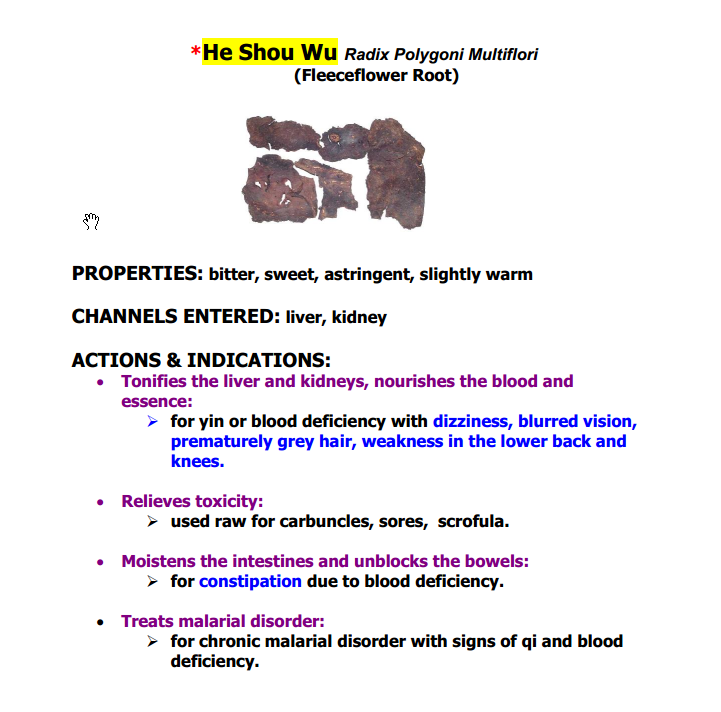 *He Shou Wu Radix Polygoni Multiflori
(Fleeceflower Root)
PROPERTIES: bitter, sweet, astringent, slightly warm
CHANNELS ENTERED: liver, kidney
ACTIONS & INDICATIONS:
• Tonifies the liver and kidneys, nourishes the blood and
essence:
➢ for yin or blood deficiency with dizziness, blurred vision,
prematurely grey hair, weakness in the lower back and
knees.
• Relieves toxicity:
➢ used raw for carbuncles, sores, scrofula.
• Moistens the intestines and unblocks the bowels:
➢ for constipation due to blood deficiency.
• Treats malarial disorder:
➢ for chronic malarial disorder with signs of qi and blood
deficiency.